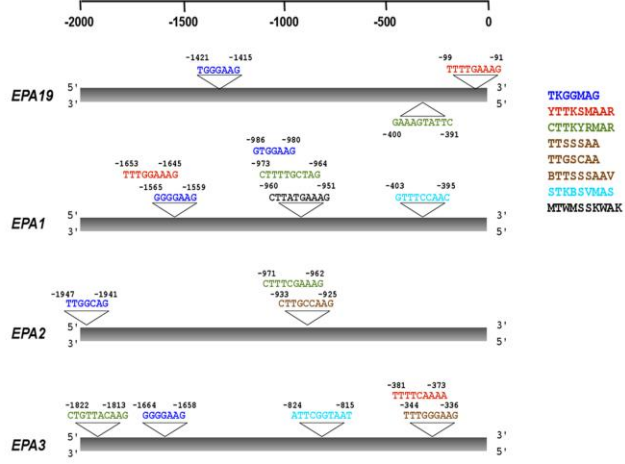 -2000 -1500 -1000 -500 0
-1421 -1415 -99 -91
TGGGAAG TTTTGAAAG
5' 3'
EPA19
3' 5'
GAAAGTATTC
-400 -391
-986 -980
GTGGAAG
-1653 -1645 -973 -964
TTTGGAAAG CTTTTGCTAG
-1565 -1559 -960 -951 -403 -395
GGGGAAG CTTATGAAAG GTTTCCAAC
5' 3'
EPA1
3' 5'
-971 -962
CTTTCGAAAG
-1947 -1941 -933 -925
TTGGCAG CTTGCCAAG
5' 3'
EPA2
3' 5'
-381 -373
TTTTCAAAA
-1822 -1813 -1664 -1658 -824 -815 -344 -336
CTGTTACAAG GGGGAAG ATTCGGTAAT TTTGGGAAG
5' 3'
EPA3
3' 5'
TKGGMAG
YTTKSMAAR
CTTKYRMAR
TTSSSAA
TTGSCAA
BTTSSSAAV
STKBSVMAS
MTWMSSKWAK